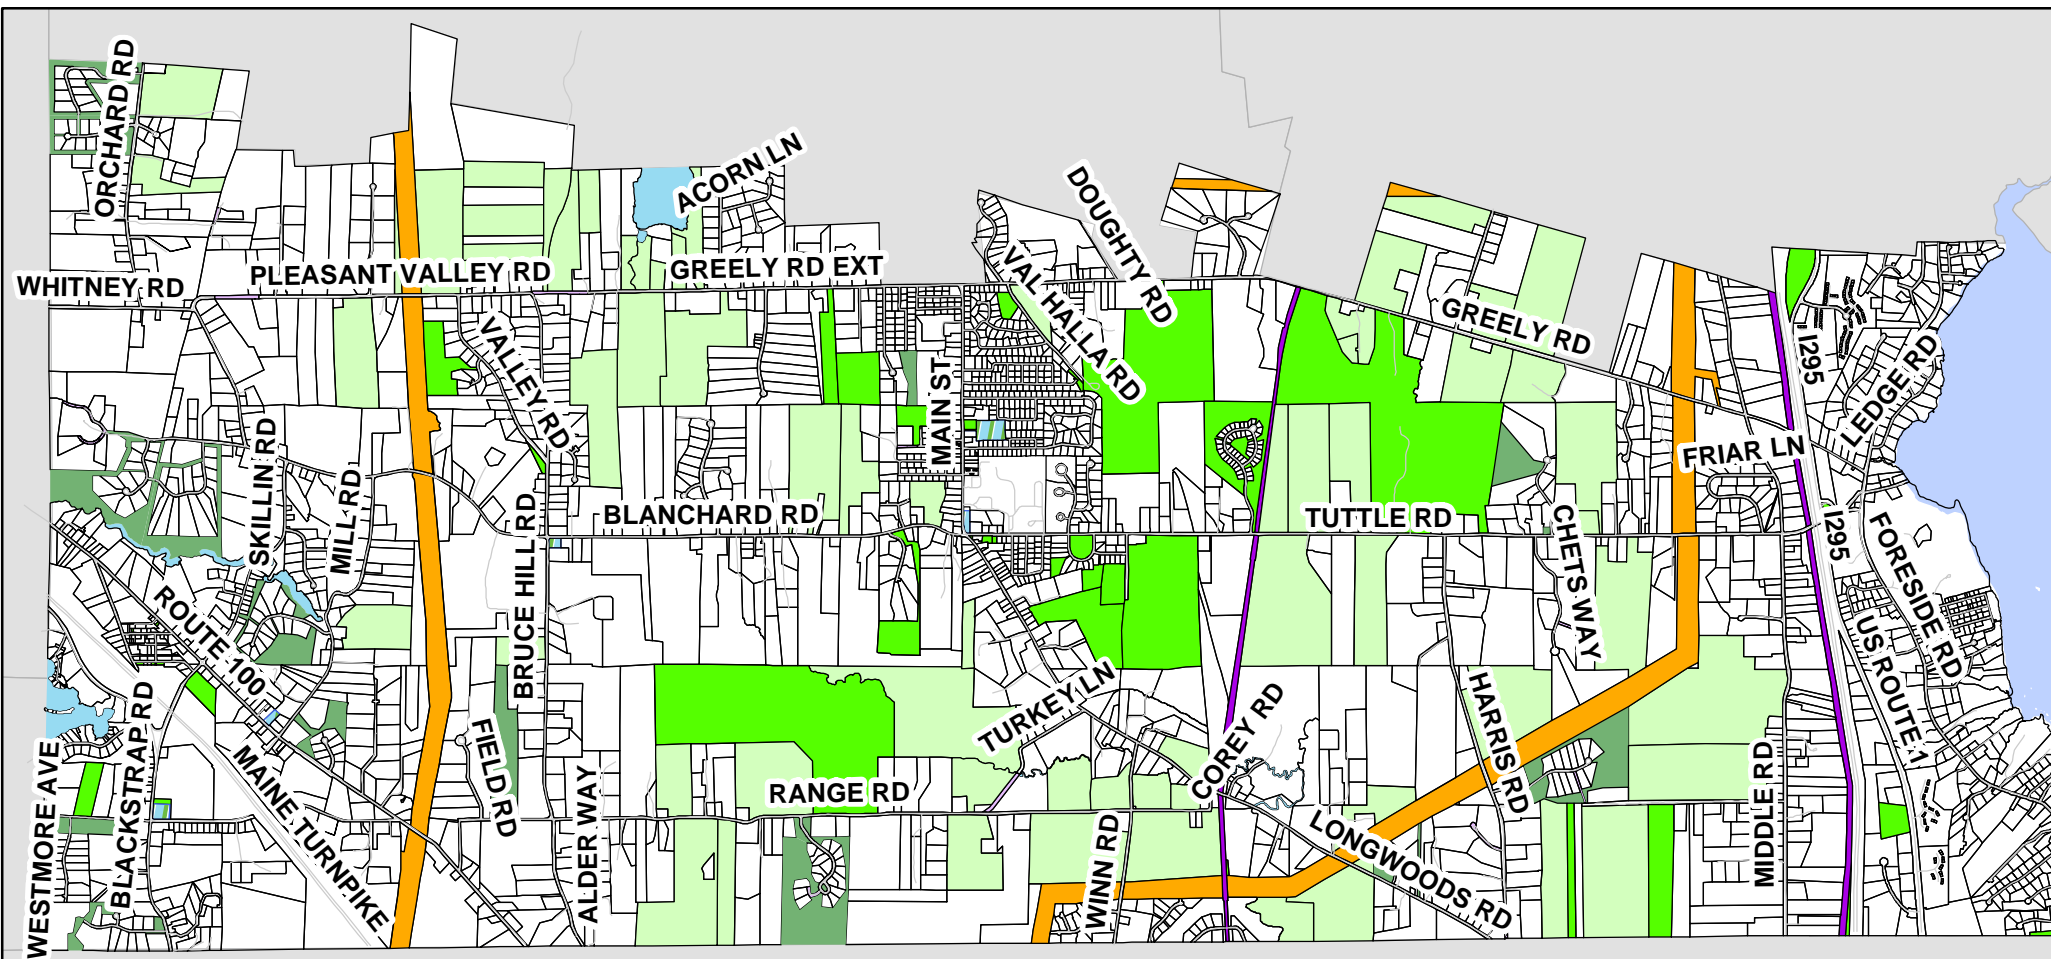 ORCHARD RD
ACORN LN
DOUGHTY RD
WHITNEY RD
PLEASANT VALLEY RD
GREELY RD EXT
VAL HALLA RD
GREELY RD
VALLEY RD
MAIN ST
I295
LEDGE RD
SKILLIN RD
MILL RD
FRIAR LN
BRUCE HILL RD
BLANCHARD RD
TUTTLE RD
CHETS WAY
I295
FORESIDE RD
ROUTE 100
US ROUTE 1
BLACKSTRAP RD
FIELD RD
TURKEY LN
COREY RD
HARRIS RD
WESTMORE AVE
MAINE TURNPIKE
ALDER WAY
RANGE RD
WINN RD
LONGWOODS RD
MIDDLE RD